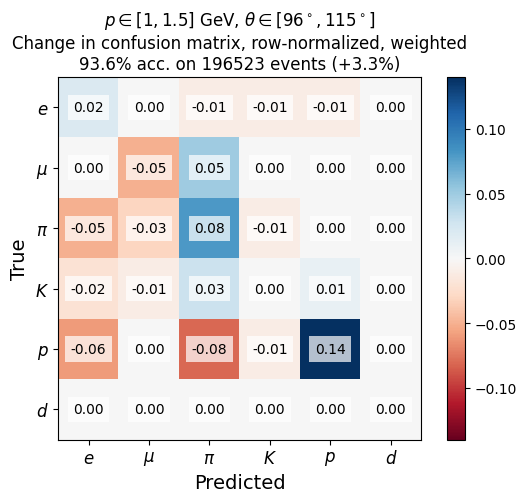 p ∈ [1, 1.5] GeV, θ ∈ [96°, 115°]
Change in confusion matrix, row-normalized, weighted
93.6% acc. on 196523 events (+3.3%)
e 0.02 0.00 -0.01 -0.01 -0.01 0.00
μ 0.00 -0.05 0.05 0.00 0.00 0.00
π -0.05 -0.03 0.08 -0.01 0.00 0.00
K -0.02 -0.01 0.03 0.00 0.01 0.00
p -0.06 0.00 -0.08 -0.01 0.14 0.00
d 0.00 0.00 0.00 0.00 0.00 0.00
e μ π K p d
Predicted
True
0.10
0.05
0.00
−0.05
−0.10